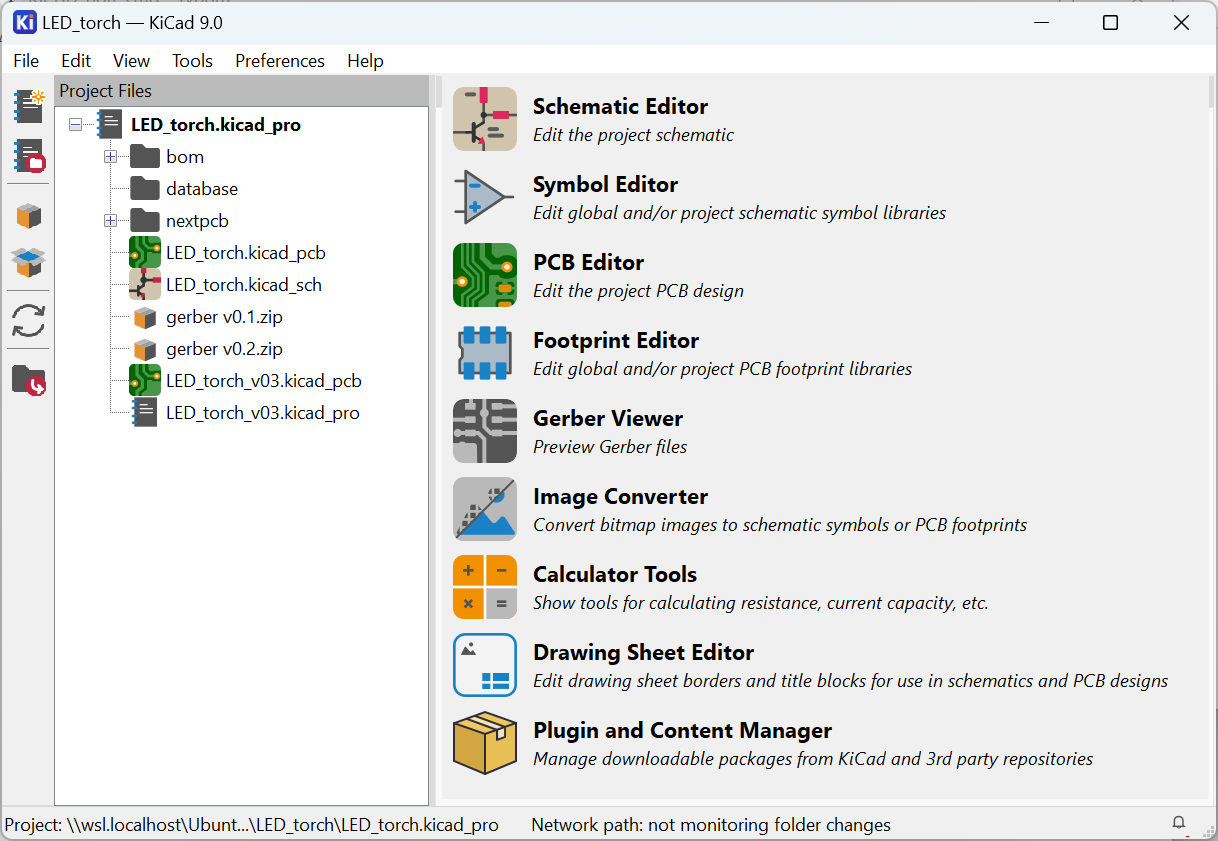 Ki LED_torch — KiCad 9.0
File Edit View Tools Preferences Help
Project Files
LED_torch.kicad_pro
bom
database
nextpcb
LED_torch.kicad_pcb
LED_torch.kicad_sch
gerber v0.1.zip
gerber v0.2.zip
LED_torch_v03.kicad_pcb
LED_torch_v03.kicad_pro
Schematic Editor
Edit the project schematic
Symbol Editor
Edit global and/or project schematic symbol libraries
PCB Editor
Edit the project PCB design
Footprint Editor
Edit global and/or project PCB footprint libraries
Gerber Viewer
Preview Gerber files
Image Converter
Convert bitmap images to schematic symbols or PCB footprints
Calculator Tools
Show tools for calculating resistance, current capacity, etc.
Drawing Sheet Editor
Edit drawing sheet borders and title blocks for use in schematics and PCB designs
Plugin and Content Manager
Manage downloadable packages from KiCad and 3rd party repositories
Project: \\wsl.localhost\Ubunt...\LED_torch\LED_torch.kicad_pro Network path: not monitoring folder changes